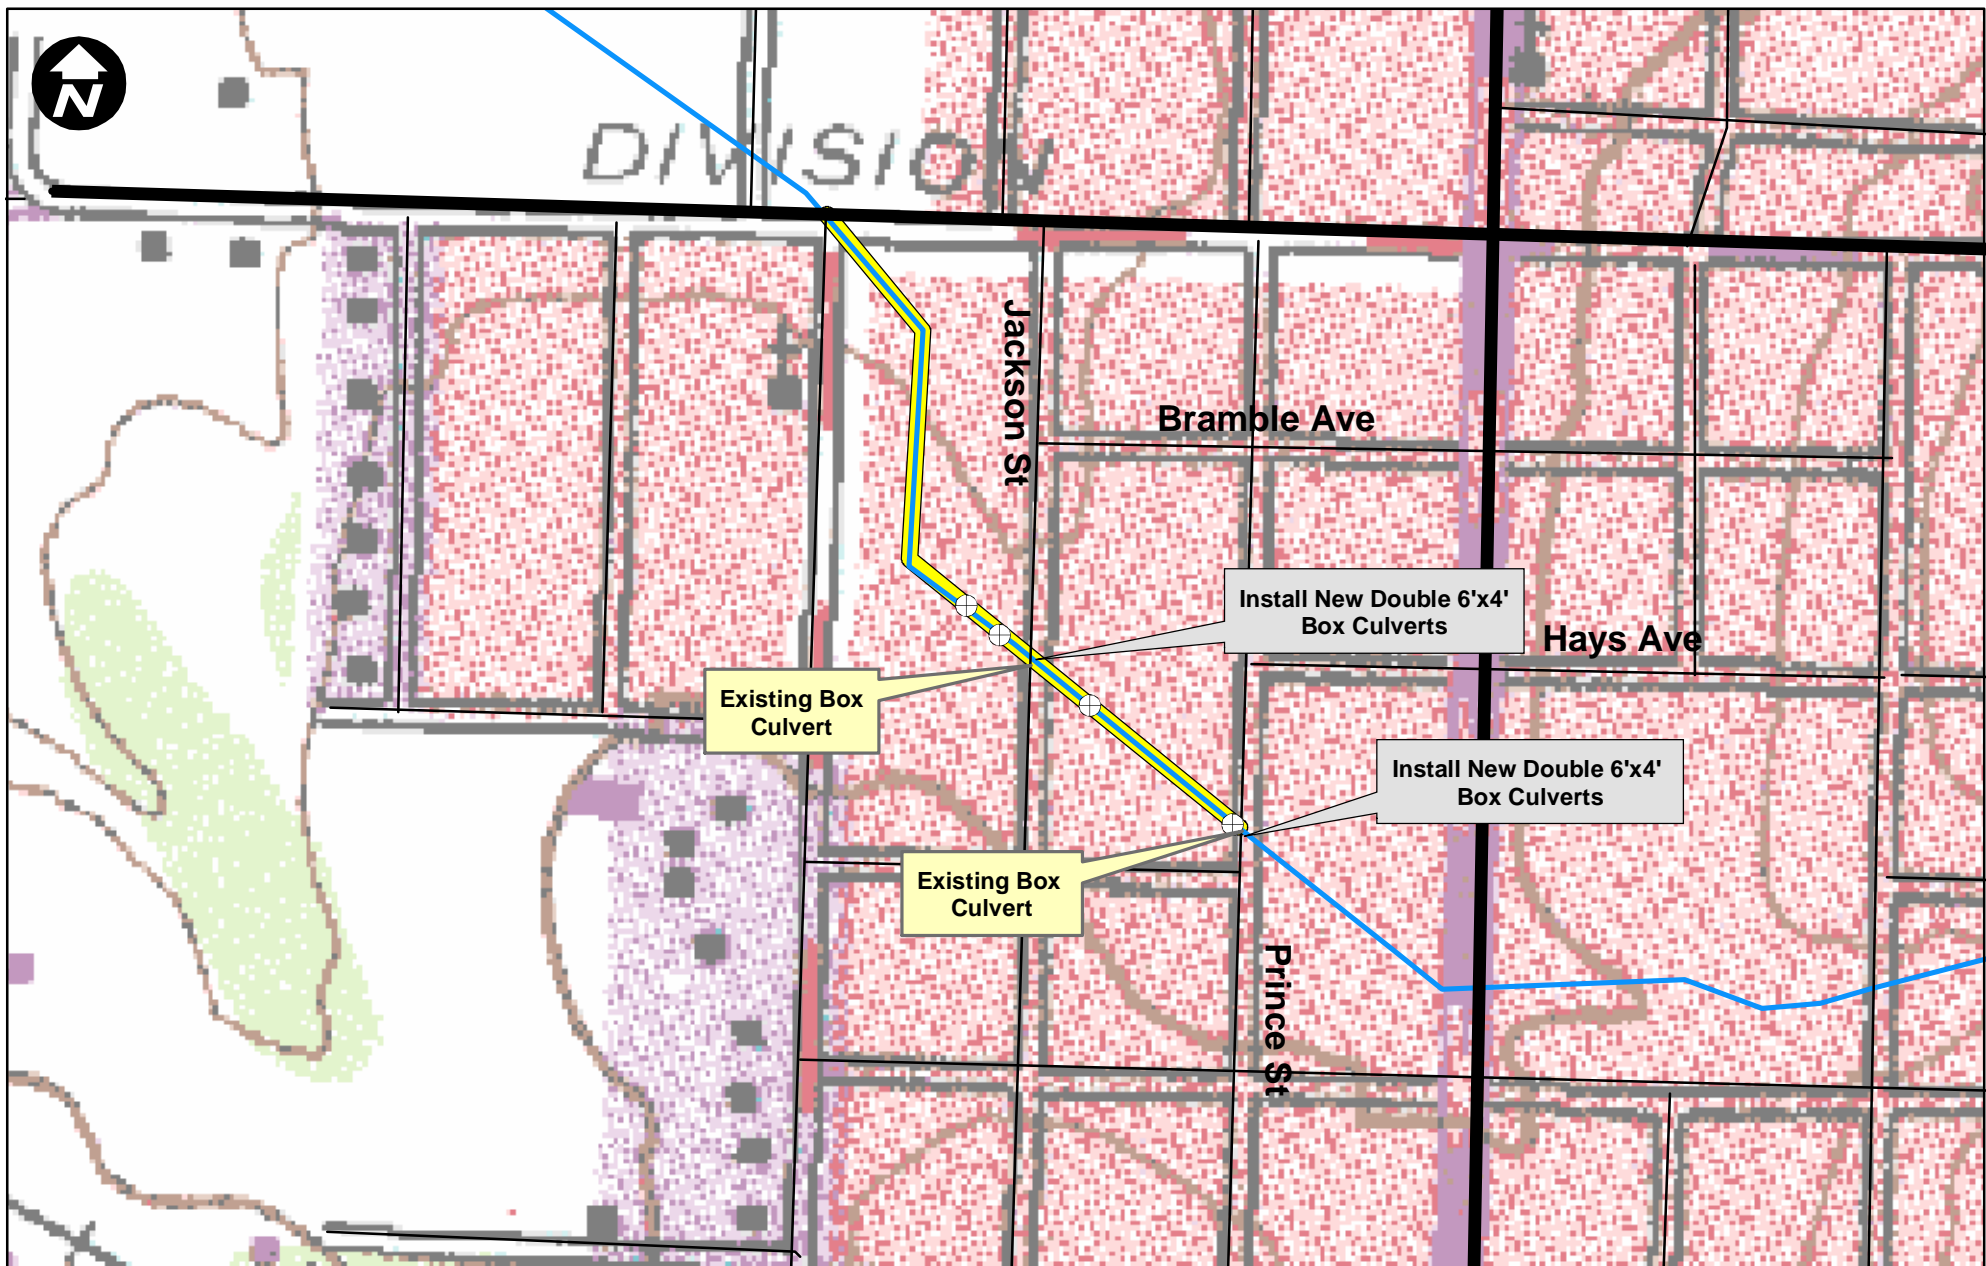 N
DIVISION
Jackson St
Bramble Ave
Install New Double 6'x4'
Box Culverts
Hays Ave
Existing Box
Culvert
Install New Double 6'x4'
Box Culverts
Existing Box
Culvert
Prince St